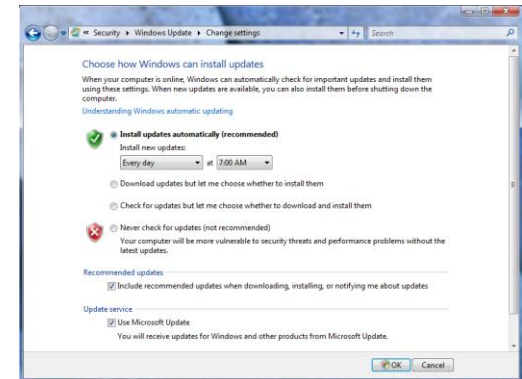 « Security ▸ Windows Update ▸ Change settings
Search
Choose how Windows can install updates
When your computer is online, Windows can automatically check for important updates and install them
using these settings. When new updates are available, you can also install them before shutting down the
computer.
Understanding Windows automatic updating
Install updates automatically (recommended)
Install new updates:
Every day at 7:00 AM
Download updates but let me choose whether to install them
Check for updates but let me choose whether to download and install them
Never check for updates (not recommended)
Your computer will be more vulnerable to security threats and performance problems without the
latest updates.
Recommended updates
Include recommended updates when downloading, installing, or notifying me about updates
Update service
Use Microsoft Update
You will receive updates for Windows and other products from Microsoft Update.
OK Cancel